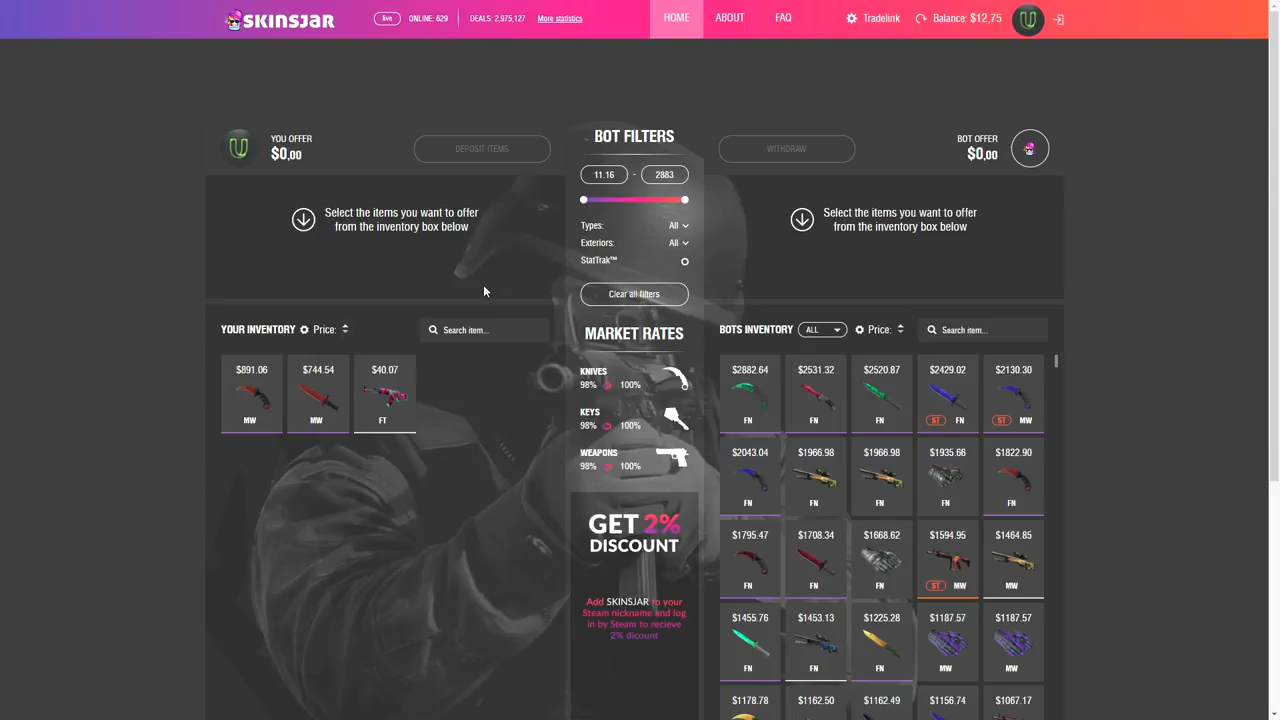 SKINSJAR
live
ONLINE: 629
DEALS: 2,975,127
More statistics
HOME
ABOUT
FAQ
Tradelink
Balance: $12,75
YOU OFFER
$0,00
DEPOSIT ITEMS
BOT FILTERS
WITHDRAW
BOT OFFER
$0,00
11.16 - 2883
Select the items you want to offer
from the inventory box below
Types: All
Exteriors: All
StatTrak™
Clear all filters
Select the items you want to offer
from the inventory box below
YOUR INVENTORY
Price:
Search item...
$891.06 $744.54 $40.07
MW MW FT
MARKET RATES
KNIVES
98% 100%
KEYS
98% 100%
WEAPONS
98% 100%
GET 2%
DISCOUNT
Add SKINSJAR to your
Steam nickname and log
in by Steam to recieve
2% dicount
BOTS INVENTORY
ALL
Price:
Search item...
$2882.64 $2531.32 $2520.87 $2429.02 $2130.30
FN FN FN ST FN ST MW
$2043.04 $1966.98 $1966.98 $1935.66 $1822.90
FN FN FN FN FN
$1795.47 $1708.34 $1668.62 $1594.95 $1464.85
FN FN FN ST MW MW
$1455.76 $1453.13 $1225.28 $1187.57 $1187.57
FN FN FN MW MW
$1178.78 $1162.50 $1162.49 $1156.74 $1067.17